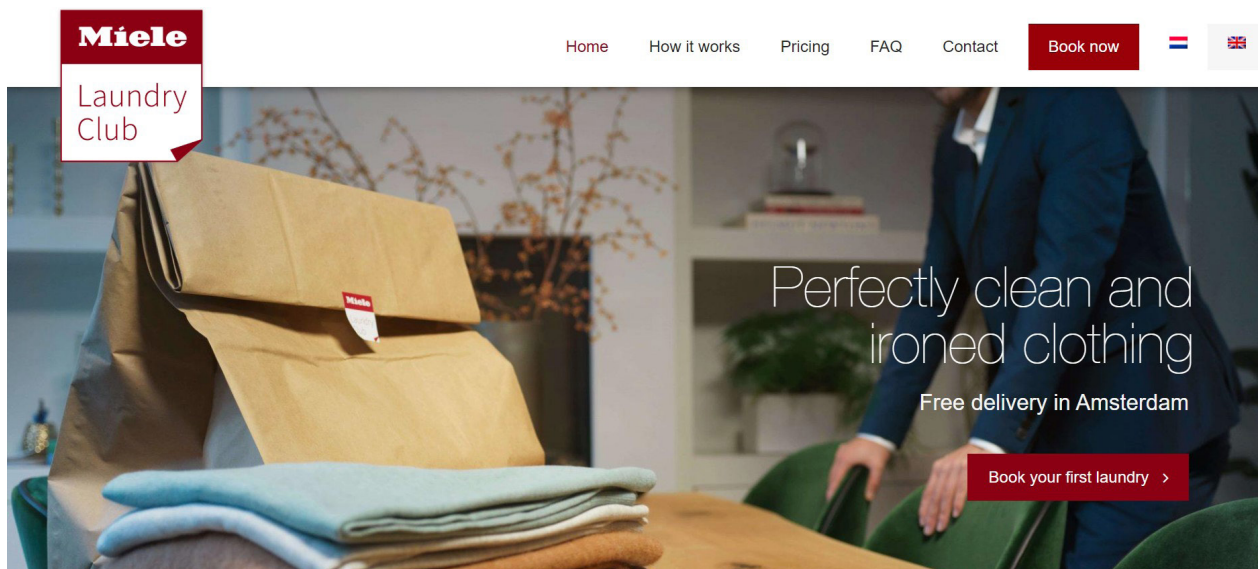 Miele
Laundry
Club
Home
How it works
Pricing
FAQ
Contact
Book now
Miele
Perfectly clean and
ironed clothing
Free delivery in Amsterdam
Book your first laundry